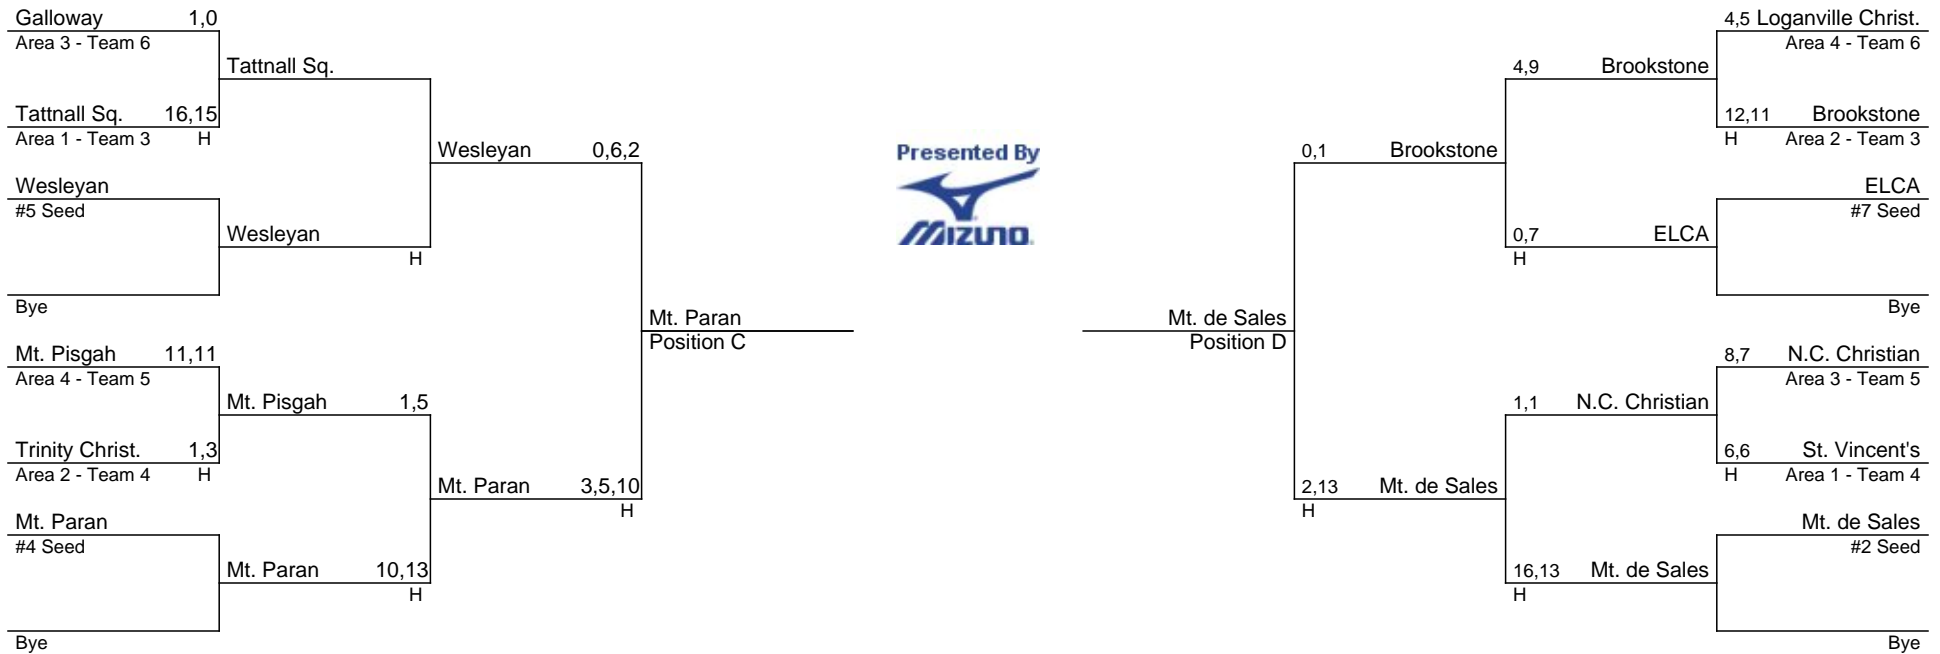 Galloway 1,0
Area 3 - Team 6
Tattnall Sq.
Tattnall Sq. 16,15
Area 1 - Team 3 H
Wesleyan 0,6,2
Wesleyan
#5 Seed
Wesleyan
H
Bye
Mt. Paran
Position C
Mt. Pisgah 11,11
Area 4 - Team 5
Mt. Pisgah 1,5
Trinity Christ. 1,3
Area 2 - Team 4 H
Mt. Paran 3,5,10
H
Mt. Paran
#4 Seed
Mt. Paran 10,13
H
Bye
Presented By
MIZUNO
4,5 Loganville Christ.
Area 4 - Team 6
4,9 Brookstone
12,11 Brookstone
H Area 2 - Team 3
0,1 Brookstone
ELCA
#7 Seed
0,7 ELCA
H
Bye
Mt. de Sales
Position D
8,7 N.C. Christian
Area 3 - Team 5
1,1 N.C. Christian
6,6 St. Vincent's
H Area 1 - Team 4
2,13 Mt. de Sales
H
Mt. de Sales
#2 Seed
16,13 Mt. de Sales
H
Bye